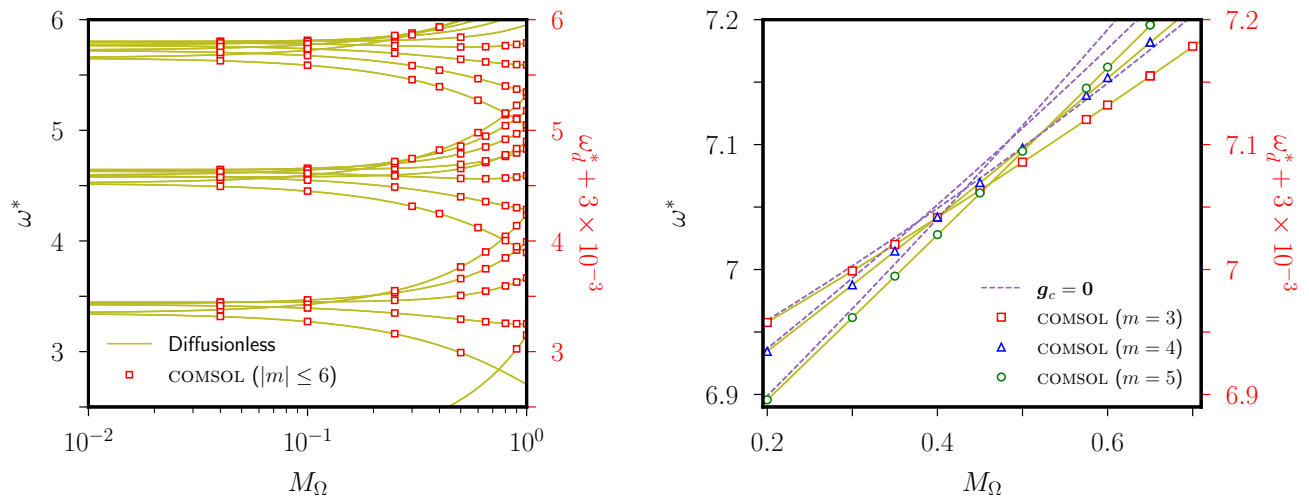 6
5
4
3
ω*
6
5
4
3
ω*_d + 3 × 10⁻³
Diffusionless
COMSOL (|m| ≤ 6)
10⁻²
10⁻¹
10⁰
M_Ω
7.2
7.1
7
6.9
ω*
7.2
7.1
7
6.9
ω*_d + 3 × 10⁻³
g_c = 0
COMSOL (m = 3)
COMSOL (m = 4)
COMSOL (m = 5)
0.2
0.4
0.6
M_Ω